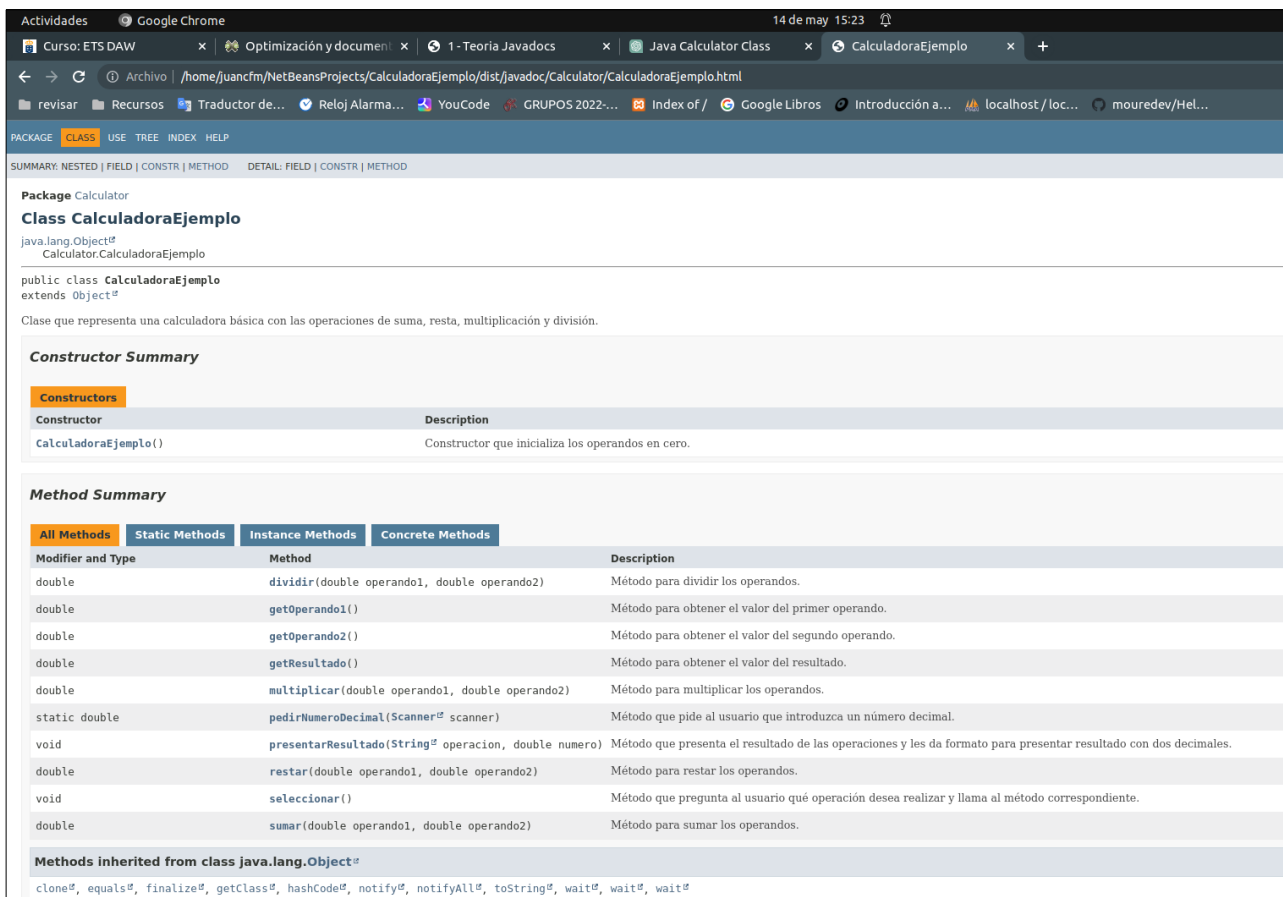 Actividades Google Chrome 14 de may 15:23
Curso: ETS DAW × Optimización y document × 1 - Teoria Javadocs × Java Calculator Class × CalculadoraEjemplo × +
Archivo | /home/juancfm/NetBeansProjects/CalculadoraEjemplo/dist/javadoc/Calculator/CalculadoraEjemplo.html
revisar Recursos Traductor de... Reloj Alarma... YouCode GRUPOS 2022-... Index of / Google Libros Introducción a... localhost / loc... mouredev/Hel...
PACKAGE CLASS USE TREE INDEX HELP
SUMMARY: NESTED | FIELD | CONSTR | METHOD DETAIL: FIELD | CONSTR | METHOD
Package Calculator
Class CalculadoraEjemplo
java.lang.Object
Calculator.CalculadoraEjemplo
public class CalculadoraEjemplo
extends Object
Clase que representa una calculadora básica con las operaciones de suma, resta, multiplicación y división.
Constructor Summary
Constructors
Constructor Description
CalculadoraEjemplo() Constructor que inicializa los operandos en cero.
Method Summary
All Methods Static Methods Instance Methods Concrete Methods
Modifier and Type Method Description
double dividir(double operando1, double operando2) Método para dividir los operandos.
double getOperando1() Método para obtener el valor del primer operando.
double getOperando2() Método para obtener el valor del segundo operando.
double getResultado() Método para obtener el valor del resultado.
double multiplicar(double operando1, double operando2) Método para multiplicar los operandos.
static double pedirNumeroDecimal(Scanner scanner) Método que pide al usuario que introduzca un número decimal.
void presentarResultado(String operacion, double numero) Método que presenta el resultado de las operaciones y les da formato para presentar resultado con dos decimales.
double restar(double operando1, double operando2) Método para restar los operandos.
void seleccionar() Método que pregunta al usuario qué operación desea realizar y llama al método correspondiente.
double sumar(double operando1, double operando2) Método para sumar los operandos.
Methods inherited from class java.lang.Object
clone, equals, finalize, getClass, hashCode, notify, notifyAll, toString, wait, wait, wait